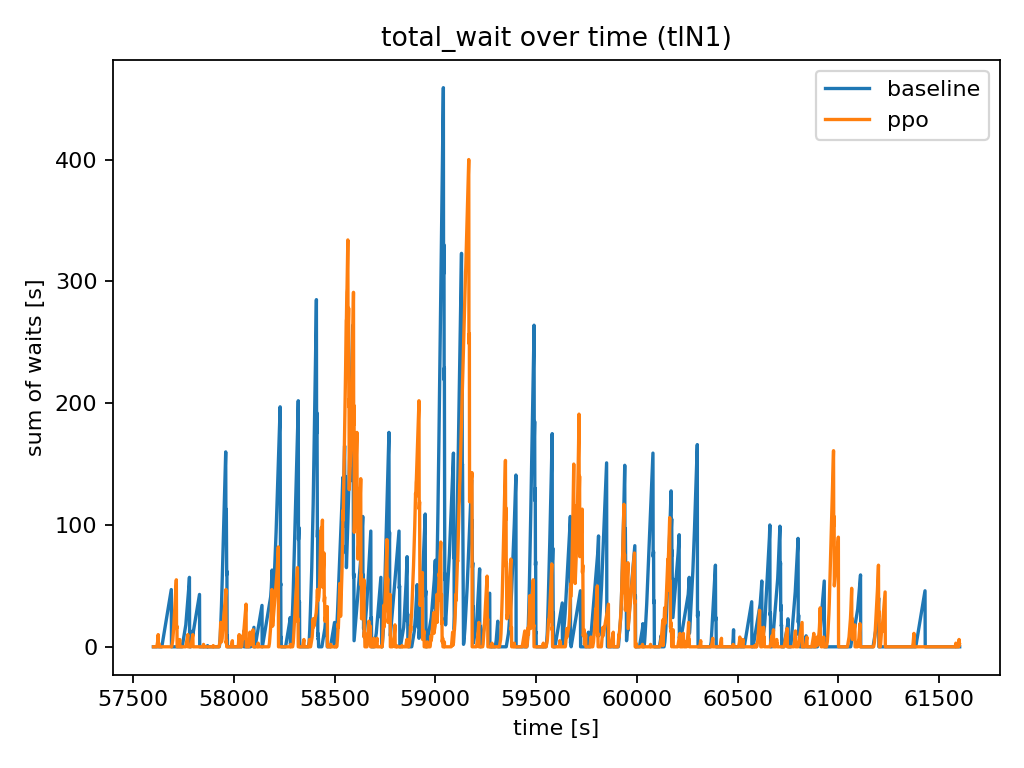 total_wait over time (tlN1)
baseline
ppo
sum of waits [s]
400
300
200
100
0
57500 58000 58500 59000 59500 60000 60500 61000 61500
time [s]